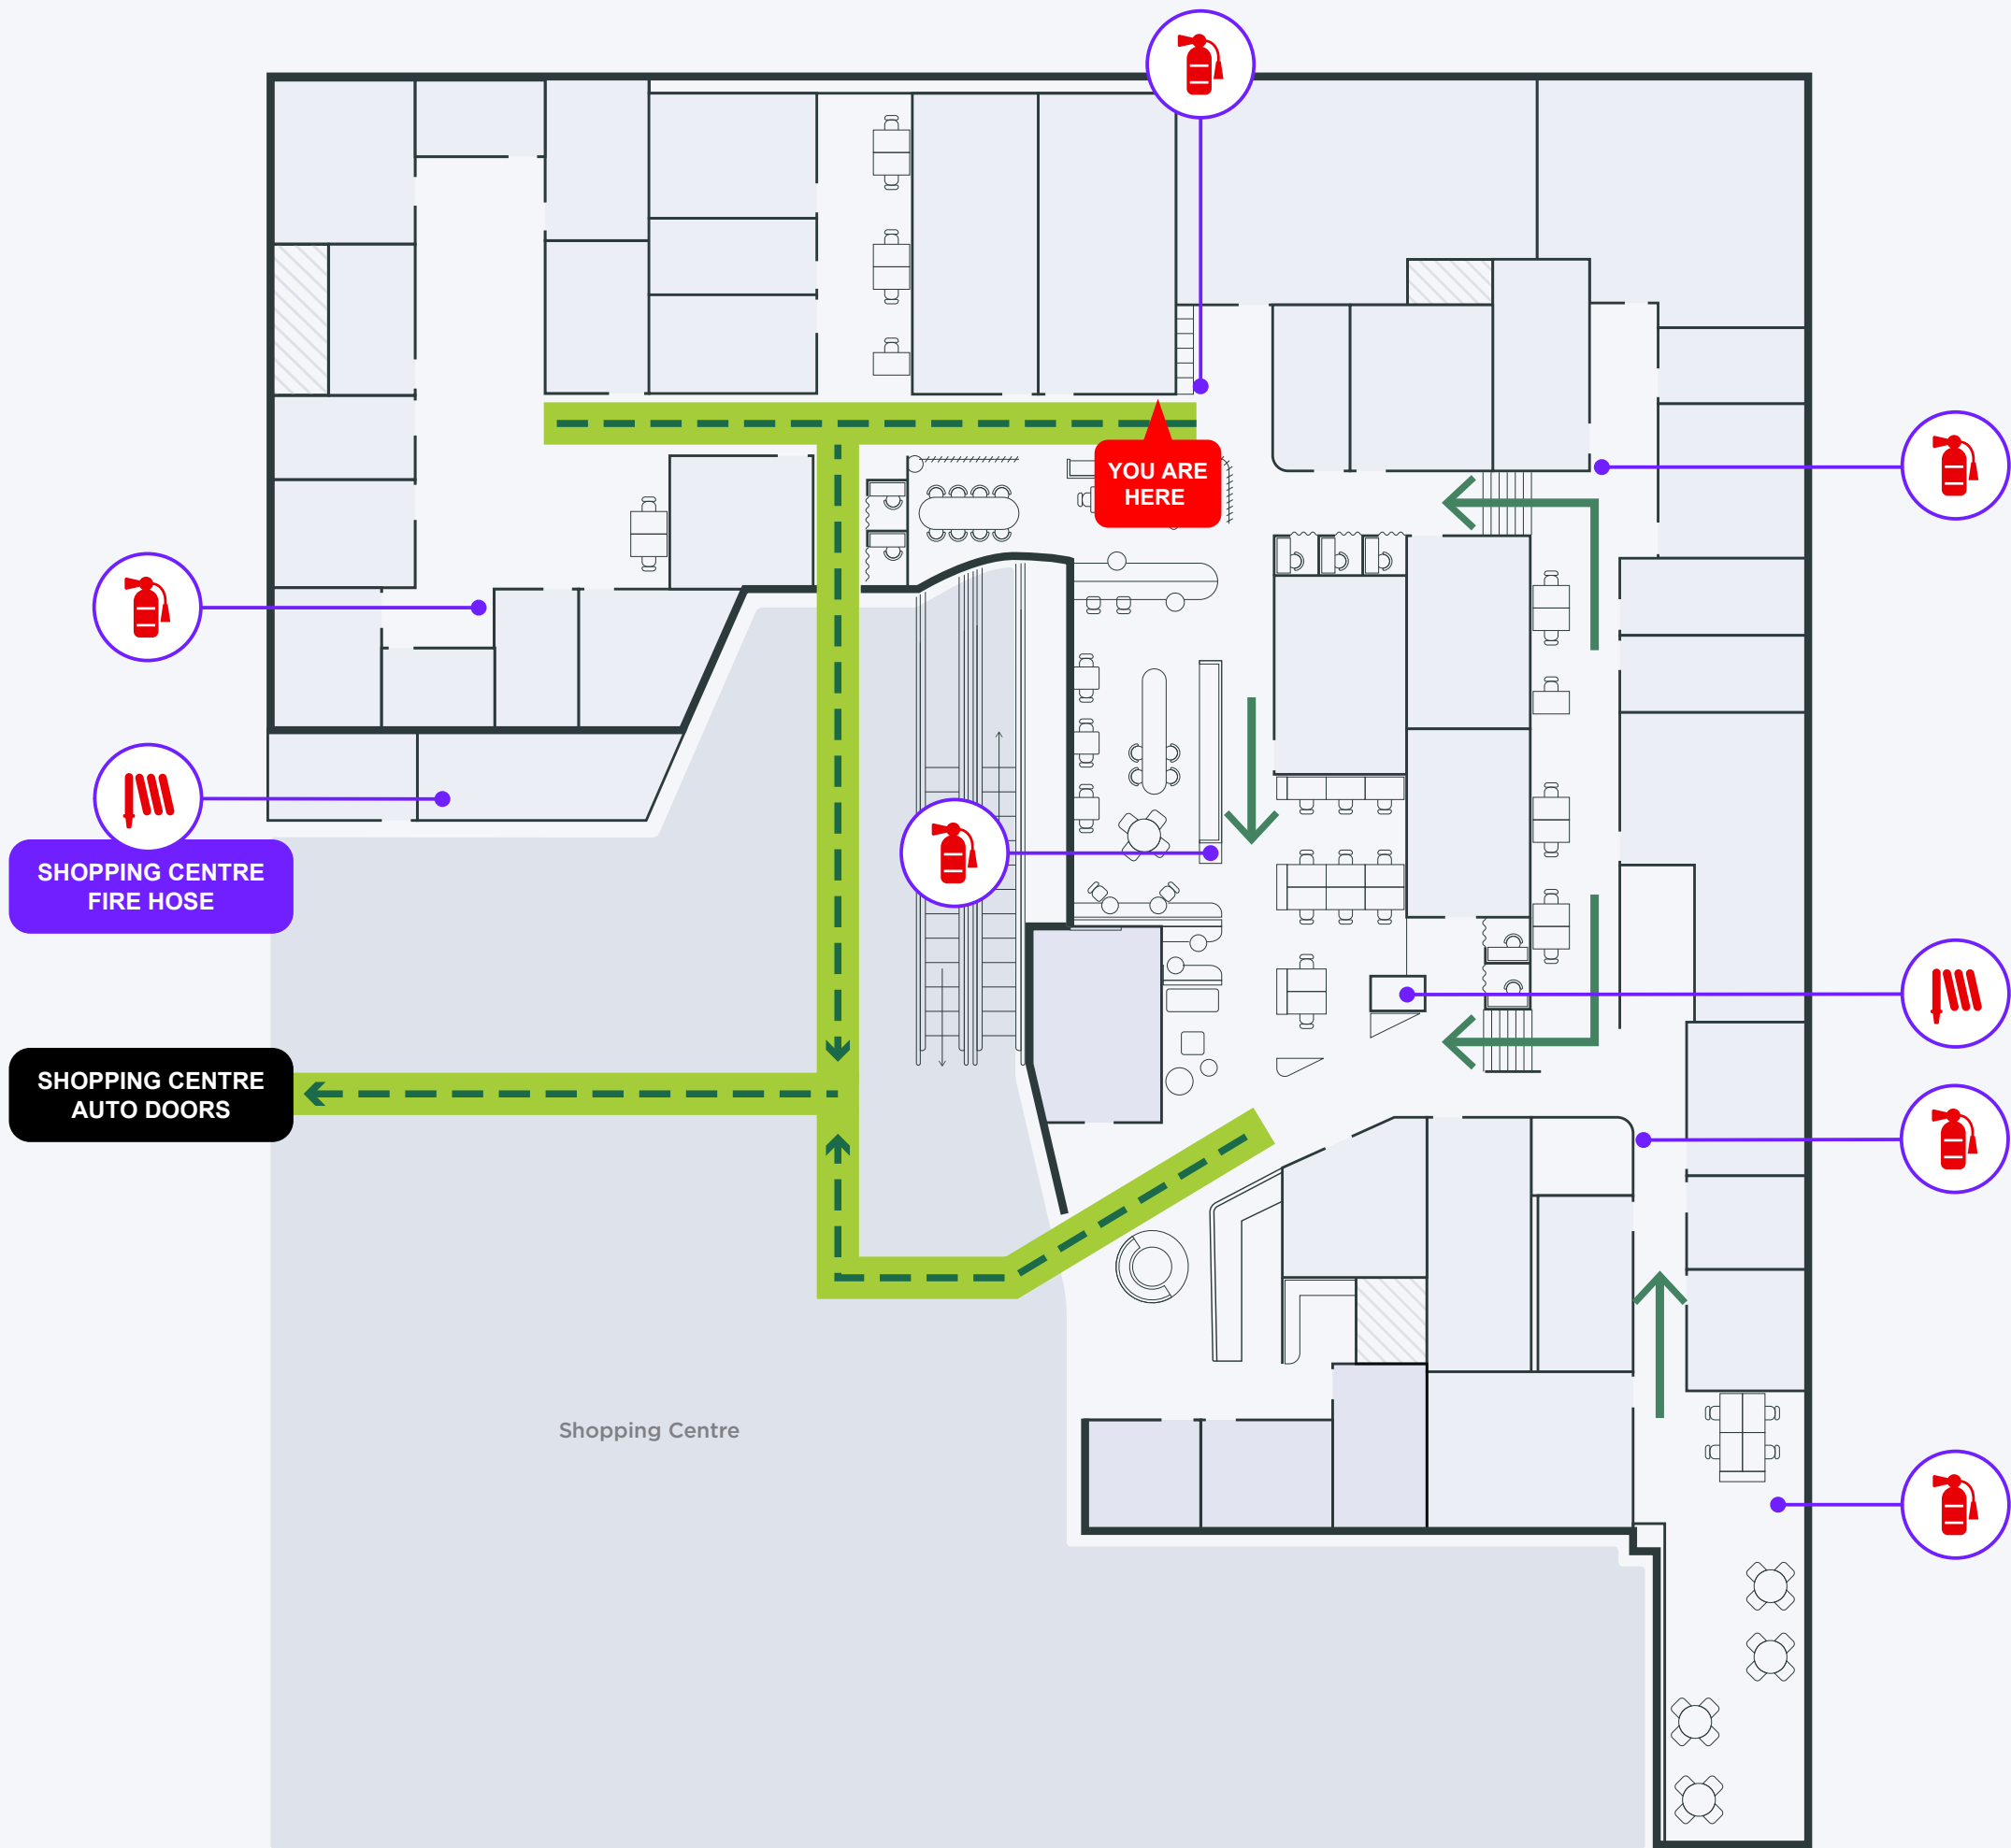 YOU ARE
HERE
SHOPPING CENTRE
FIRE HOSE
SHOPPING CENTRE
AUTO DOORS
Shopping Centre